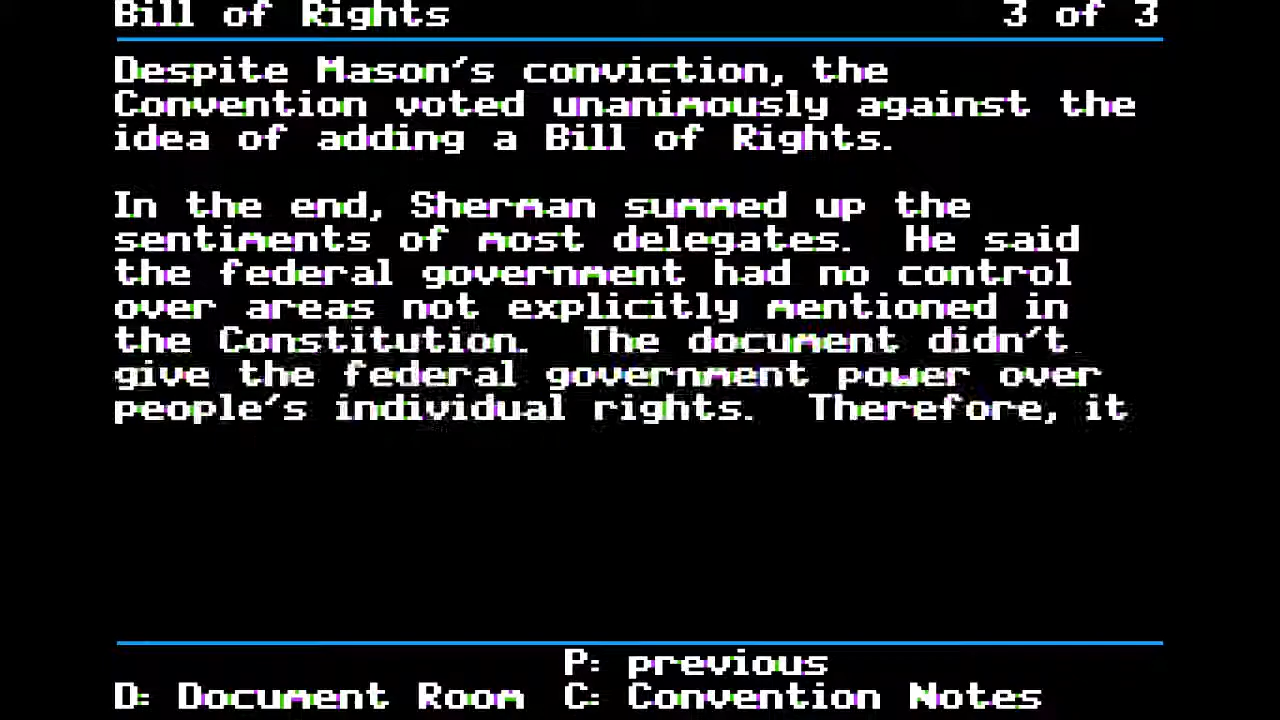 Bill of Rights 3 of 3
Despite Mason's conviction, the
Convention voted unanimously against the
idea of adding a Bill of Rights.
In the end, Sherman summed up the
sentiments of most delegates.  He said
the federal government had no control
over areas not explicitly mentioned in
the Constitution.  The document didn't
give the federal government power over
people's individual rights.  Therefore, it
P: previous
D: Document Room C: Convention Notes